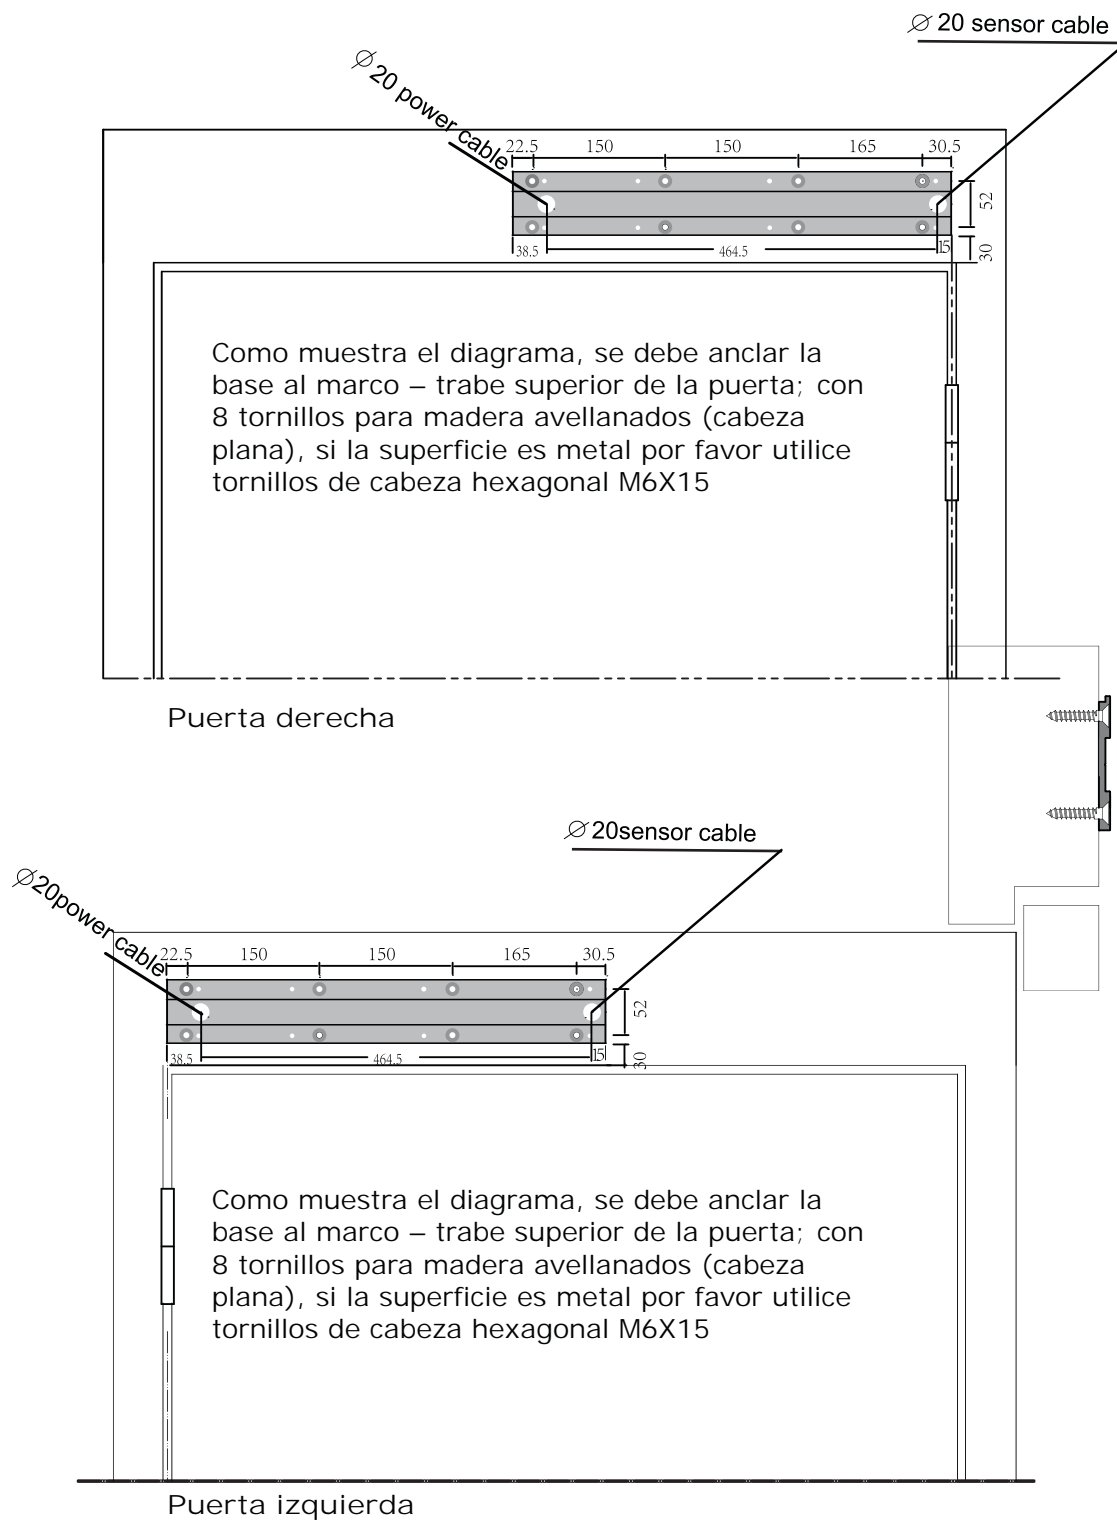 ∅ 20 sensor cable
∅ 20 power cable
22.5 150 150 165 30.5
52
38.5 464.5 15
30
Como muestra el diagrama, se debe anclar la
base al marco – trabe superior de la puerta; con
8 tornillos para madera avellanados (cabeza
plana), si la superficie es metal por favor utilice
tornillos de cabeza hexagonal M6X15
Puerta derecha
∅ 20sensor cable
∅20power cable
22.5 150 150 165 30.5
52
38.5 464.5 15
30
Como muestra el diagrama, se debe anclar la
base al marco – trabe superior de la puerta; con
8 tornillos para madera avellanados (cabeza
plana), si la superficie es metal por favor utilice
tornillos de cabeza hexagonal M6X15
Puerta izquierda